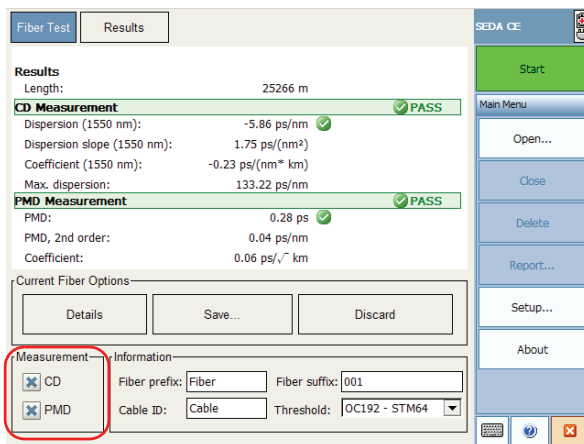 Fiber Test Results
Results
Length: 25266 m
CD Measurement PASS
Dispersion (1550 nm): -5.86 ps/nm
Dispersion slope (1550 nm): 1.75 ps/(nm²)
Coefficient (1550 nm): -0.23 ps/(nm* km)
Max. dispersion: 133.22 ps/nm
PMD Measurement PASS
PMD: 0.28 ps
PMD, 2nd order: 0.04 ps/nm
Coefficient: 0.06 ps/√ km
Current Fiber Options
Details Save... Discard
Measurement
CD
PMD
Information
Fiber prefix: Fiber Fiber suffix: 001
Cable ID: Cable Threshold: OC192 - STM64
SEDA CE
Start
Main Menu
Open...
Close
Delete
Report...
Setup...
About